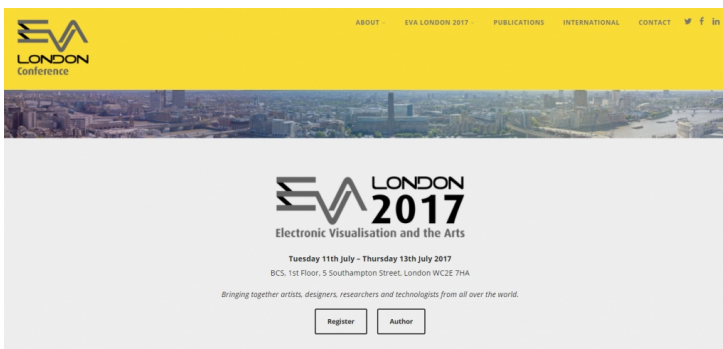 EVA
LONDON
Conference
ABOUT
EVA LONDON 2017
PUBLICATIONS
INTERNATIONAL
CONTACT
EVA LONDON
2017
Electronic Visualisation and the Arts
Tuesday 11th July – Thursday 13th July 2017
BCS, 1st Floor, 5 Southampton Street, London WC2E 7HA
Bringing together artists, designers, researchers and technologists from all over the world.
Register
Author